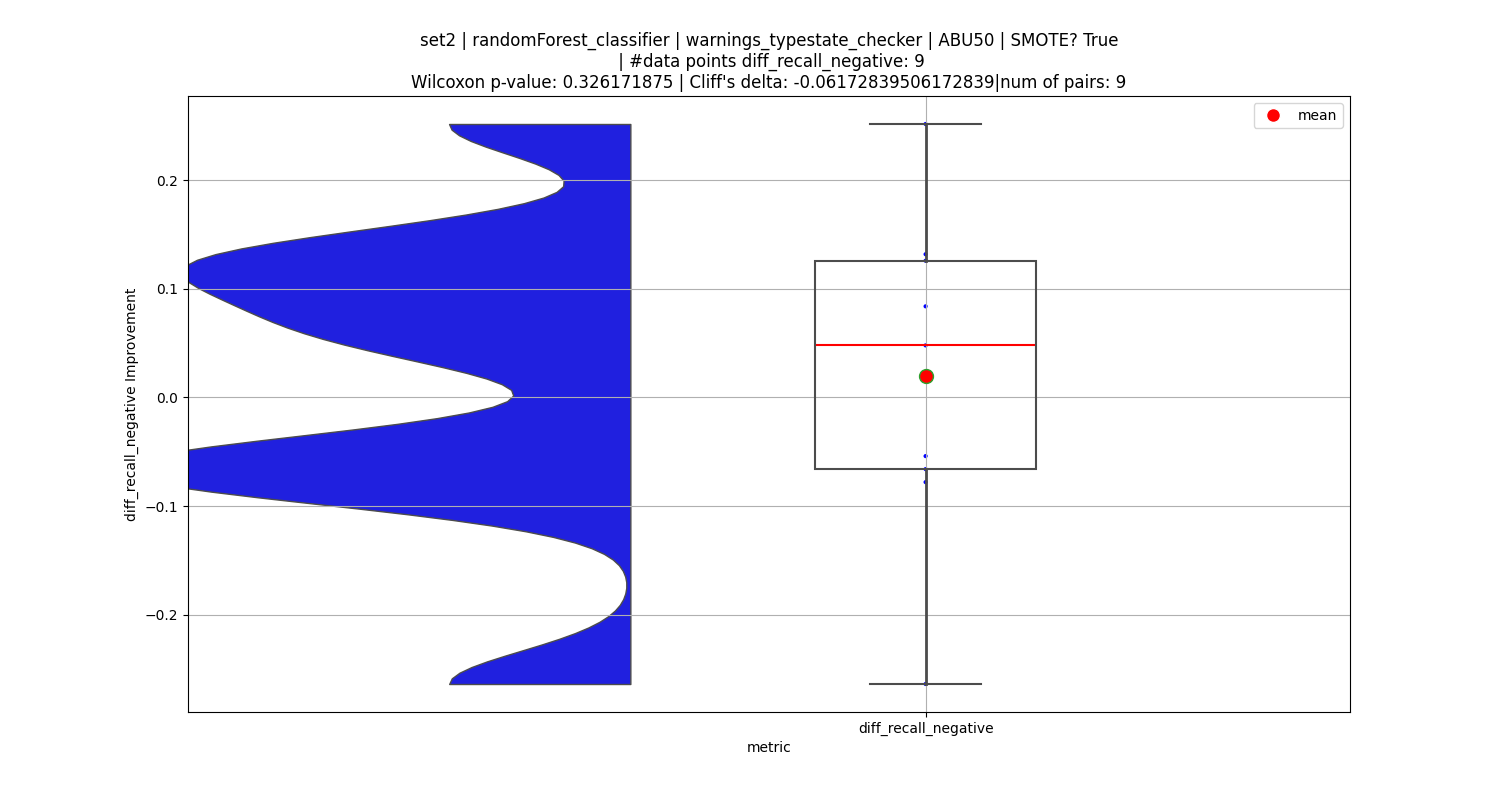 set2 | randomForest_classifier | warnings_typestate_checker | ABU50 | SMOTE? True
| #data points diff_recall_negative: 9
Wilcoxon p-value: 0.326171875 | Cliff's delta: -0.06172839506172839|num of pairs: 9
mean
0.2
0.1
0.0
−0.1
−0.2
diff_recall_negative Improvement
diff_recall_negative
metric